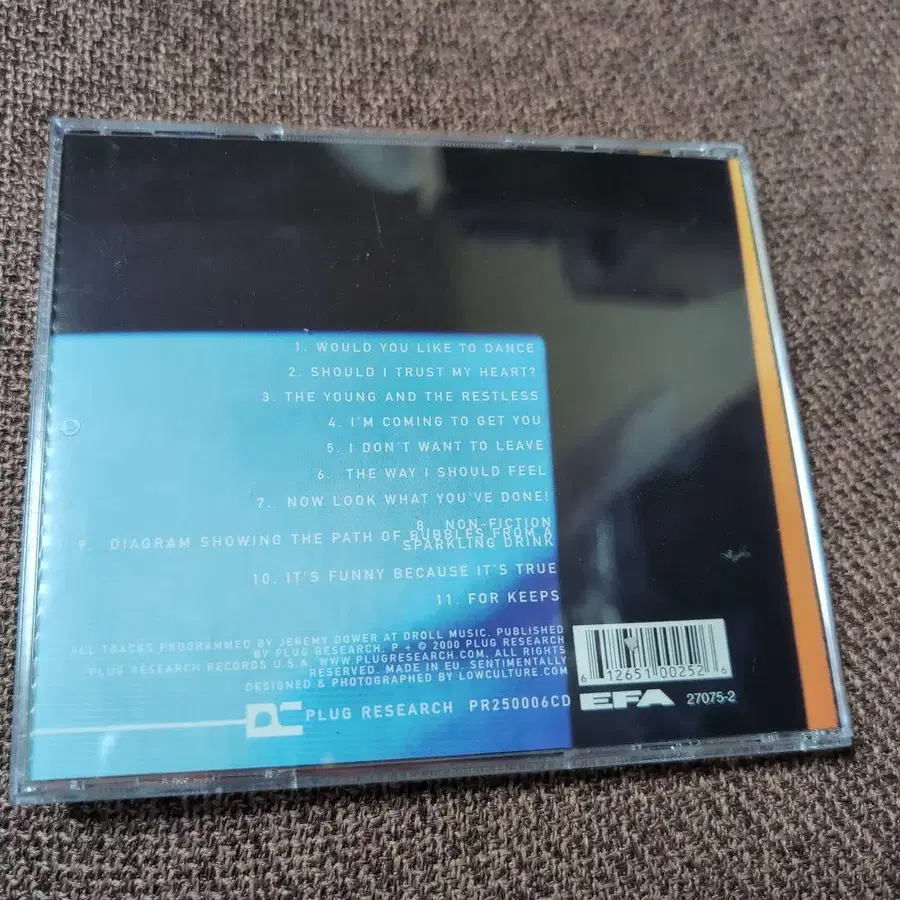 1. WOULD YOU LIKE TO DANCE
2. SHOULD I TRUST MY HEART?
3. THE YOUNG AND THE RESTLESS
4. I'M COMING TO GET YOU
5. I DON'T WANT TO LEAVE
6. THE WAY I SHOULD FEEL
7. NOW LOOK WHAT YOU'VE DONE!
8. NON-FICTION
9. DIAGRAM SHOWING THE PATH OF BUBBLES FROM A
SPARKLING DRINK
10. IT'S FUNNY BECAUSE IT'S TRUE
11. FOR KEEPS
ALL TRACKS PROGRAMMED BY JEREMY DOWER AT DROLL MUSIC. PUBLISHED
BY PLUG RESEARCH. P + © 2000 PLUG RESEARCH
PLUG RESEARCH RECORDS U.S.A. WWW.PLUGRESEARCH.COM. ALL RIGHTS
RESERVED. MADE IN EU. SENTIMENTALLY
DESIGNED & PHOTOGRAPHED BY LOWCULTURE.COM
PLUG RESEARCH PR250006CD
6 12651 00252 6
EFA 27075-2